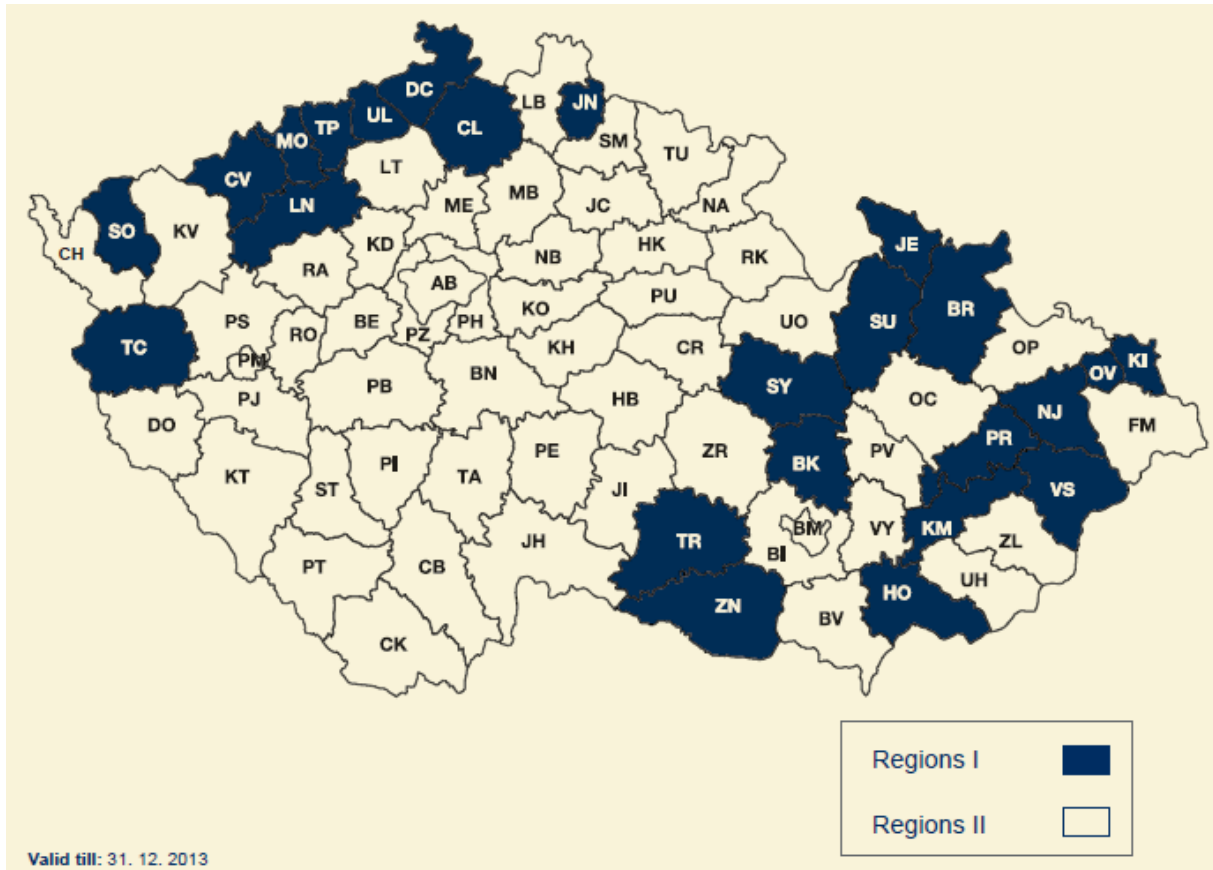 DC
LB
JN
UL
TP
MO
CL
SM
TU
LT
CV
MB
LN
ME
JC
NA
SO
KV
KD
HK
JE
CH
NB
RK
RA
AB
PU
KO
BR
PS
BE
PH
UO
SU
RO
PZ
TC
KH
CR
OP
KI
PM
OV
BN
PB
SY
HB
OC
PJ
NJ
DO
FM
PR
PE
ZR
PV
PI
BK
KT
TA
ST
JI
VS
BM
VY
KM
JH
TR
ZL
BI
PT
CB
UH
HO
ZN
BV
CK
Regions I
Regions II
Valid till: 31. 12. 2013